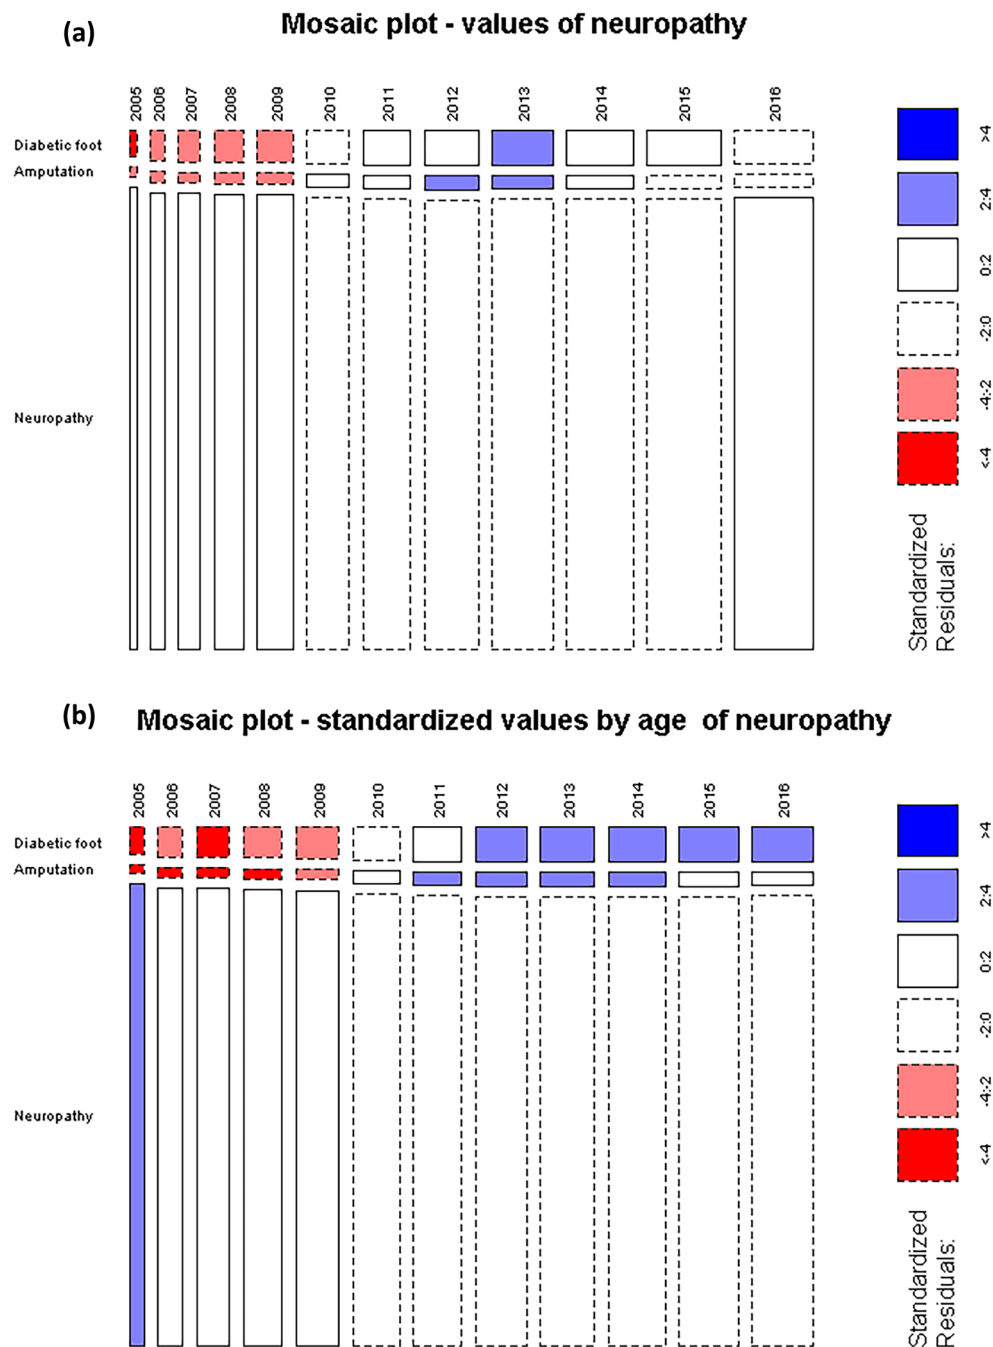 (a)
Mosaic plot - values of neuropathy
2005 2006 2007 2008 2009 2010 2011 2012 2013 2014 2015 2016
Diabetic foot
Amputation
Neuropathy
>4
2:4
0:2
-2:0
-4:-2
<-4
Standardized
Residuals:
(b)
Mosaic plot - standardized values by age of neuropathy
2005 2006 2007 2008 2009 2010 2011 2012 2013 2014 2015 2016
Diabetic foot
Amputation
Neuropathy
>4
2:4
0:2
-2:0
-4:-2
<-4
Standardized
Residuals: